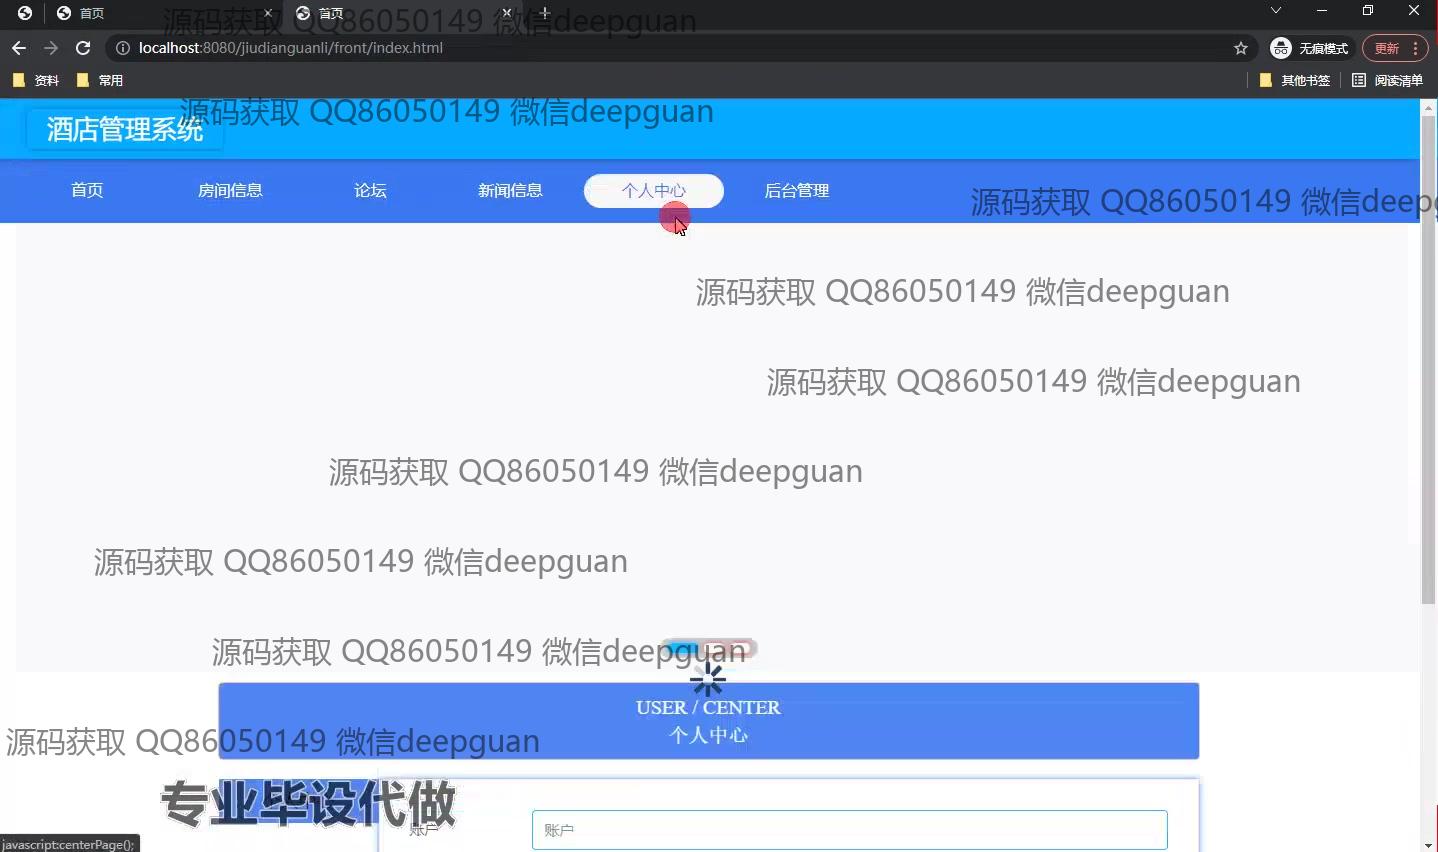 首页
首页
源码获取 QQ86050149 微信deepguan
localhost:8080/jiudianguanli/front/index.html
无痕模式
更新
资料
常用
其他书签
阅读清单
源码获取 QQ86050149 微信deepguan
酒店管理系统
首页
房间信息
论坛
新闻信息
个人中心
后台管理
源码获取 QQ86050149 微信deep
源码获取 QQ86050149 微信deepguan
源码获取 QQ86050149 微信deepguan
源码获取 QQ86050149 微信deepguan
源码获取 QQ86050149 微信deepguan
源码获取 QQ86050149 微信deepguan
USER / CENTER
个人中心
源码获取 QQ86050149 微信deepguan
专业毕设代做
账户
账户
javascript:centerPage();